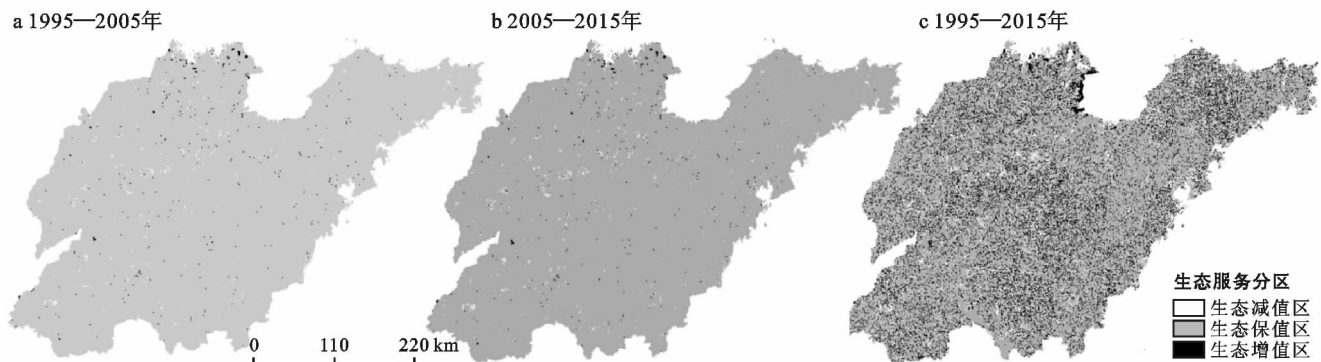 a 1995—2005年
b 2005—2015年
c 1995—2015年
生态服务分区
生态减值区
生态保值区
生态增值区
0 110 220 km